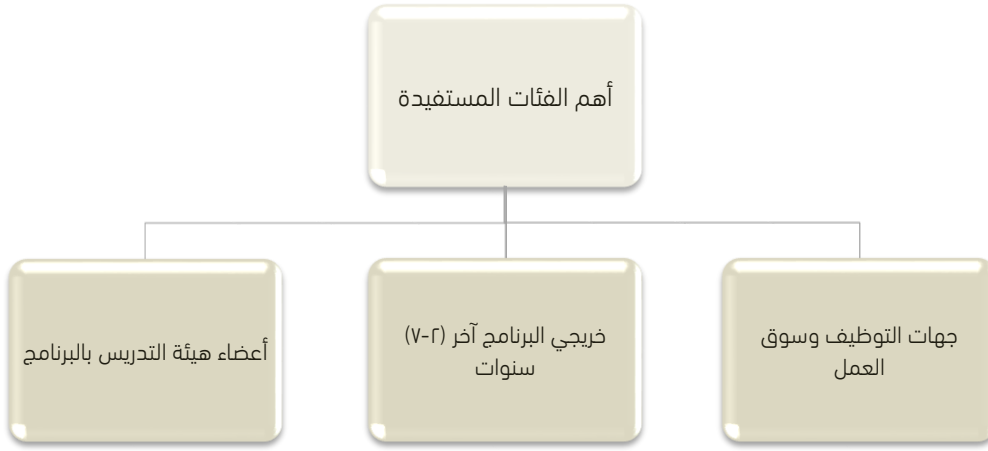 أهم الفئات المستفيدة
جهات التوظيف وسوق
العمل
خريجي البرنامج آخر (٢-٧)
سنوات
أعضاء هيئة التدريس بالبرنامج